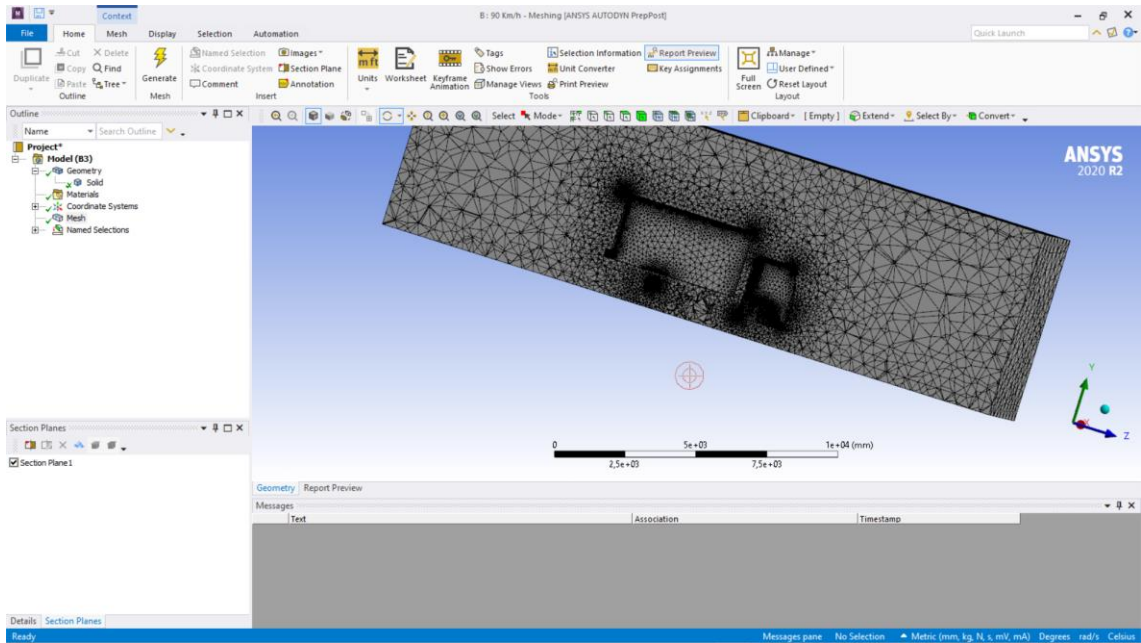 Context
B: 90 Km/h - Meshing [ANSYS AUTODYN PrepPost]
File Home Mesh Display Selection Automation Quick Launch
Duplicate Cut Delete
Copy Find
Paste Tree
Outline
Generate
Mesh
Named Selection Images
Coordinate System Section Plane
Comment Annotation
Insert
Units Worksheet Keyframe Animation
Tags Selection Information Report Preview
Show Errors Unit Converter Key Assignments
Manage Views Print Preview
Tools
Full Screen Manage
User Defined
Reset Layout
Layout
Outline
Name Search Outline
Select Mode Clipboard [Empty] Extend Select By Convert
Project*
Model (B3)
Geometry
Solid
Materials
Coordinate Systems
Mesh
Named Selections
ANSYS
2020 R2
Y
X
Z
0 5e+03 1e+04 (mm)
2,5e+03 7,5e+03
Section Planes
Section Plane1
Geometry Report Preview
Messages
Text Association Timestamp
Details Section Planes
Ready Messages pane No Selection Metric (mm, kg, N, s, mV, mA) Degrees rad/s Celsius